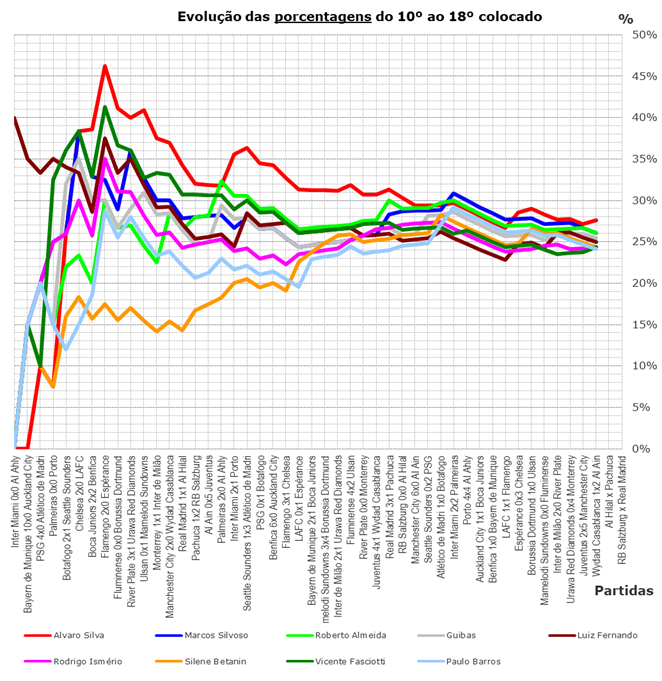 Evolução das porcentagens do 10º ao 18º colocado
%
50%
45%
40%
35%
30%
25%
20%
15%
10%
5%
0%
Inter Miami 0x0 Al Ahly
Bayern de Munique 10x0 Auckland City
PSG 4x0 Atlético de Madri
Palmeiras 0x0 Porto
Botafogo 2x1 Seattle Sounders
Chelsea 2x0 LAFC
Boca Juniors 2x2 Benfica
Flamengo 2x0 Espérance
Fluminense 0x0 Borussia Dortmund
River Plate 3x1 Urawa Red Diamonds
Ulsan 0x1 Mamelodi Sundowns
Monterrey 1x1 Inter de Milão
Manchester City 2x0 Wydad Casablanca
Real Madrid 1x1 Al Hilal
Pachuca 1x2 RB Salzburg
Al Ain 0x5 Juventus
Palmeiras 2x0 Al Ahly
Inter Miami 2x1 Porto
Seattle Sounders 1x3 Atlético de Madri
PSG 0x1 Botafogo
Benfica 6x0 Auckland City
Flamengo 3x1 Chelsea
LAFC 0x1 Espérance
Bayern de Munique 2x1 Boca Juniors
melodi Sundowns 3x4 Borussia Dortmund
Inter de Milão 2x1 Urawa Red Diamonds
Fluminense 4x2 Ulsan
River Plate 0x0 Monterrey
Juventus 4x1 Wydad Casablanca
Real Madrid 3x1 Pachuca
RB Salzburg 0x0 Al Hilal
Manchester City 6x0 Al Ain
Seattle Sounders 0x2 PSG
Atlético de Madri 1x0 Botafogo
Inter Miami 2x2 Palmeiras
Porto 4x4 Al Ahly
Auckland City 1x1 Boca Juniors
Benfica 1x0 Bayern de Munique
LAFC 1x1 Flamengo
Esperance 0x3 Chelsea
Borussia Dortmund 1x0 Ulsan
Mamelodi Sundowns 0x0 Fluminense
Inter de Milão 2x0 River Plate
Urawa Red Diamonds 0x4 Monterrey
Juventus 2x5 Manchester City
Wydad Casablanca 1x2 Al Ain
Al Hilal x Pachuca
RB Salzburg x Real Madrid
Partidas
Alvaro Silva
Marcos Silvoso
Roberto Almeida
Guibas
Luiz Fernando
Rodrigo Ismério
Silene Betanin
Vicente Fasciotti
Paulo Barros